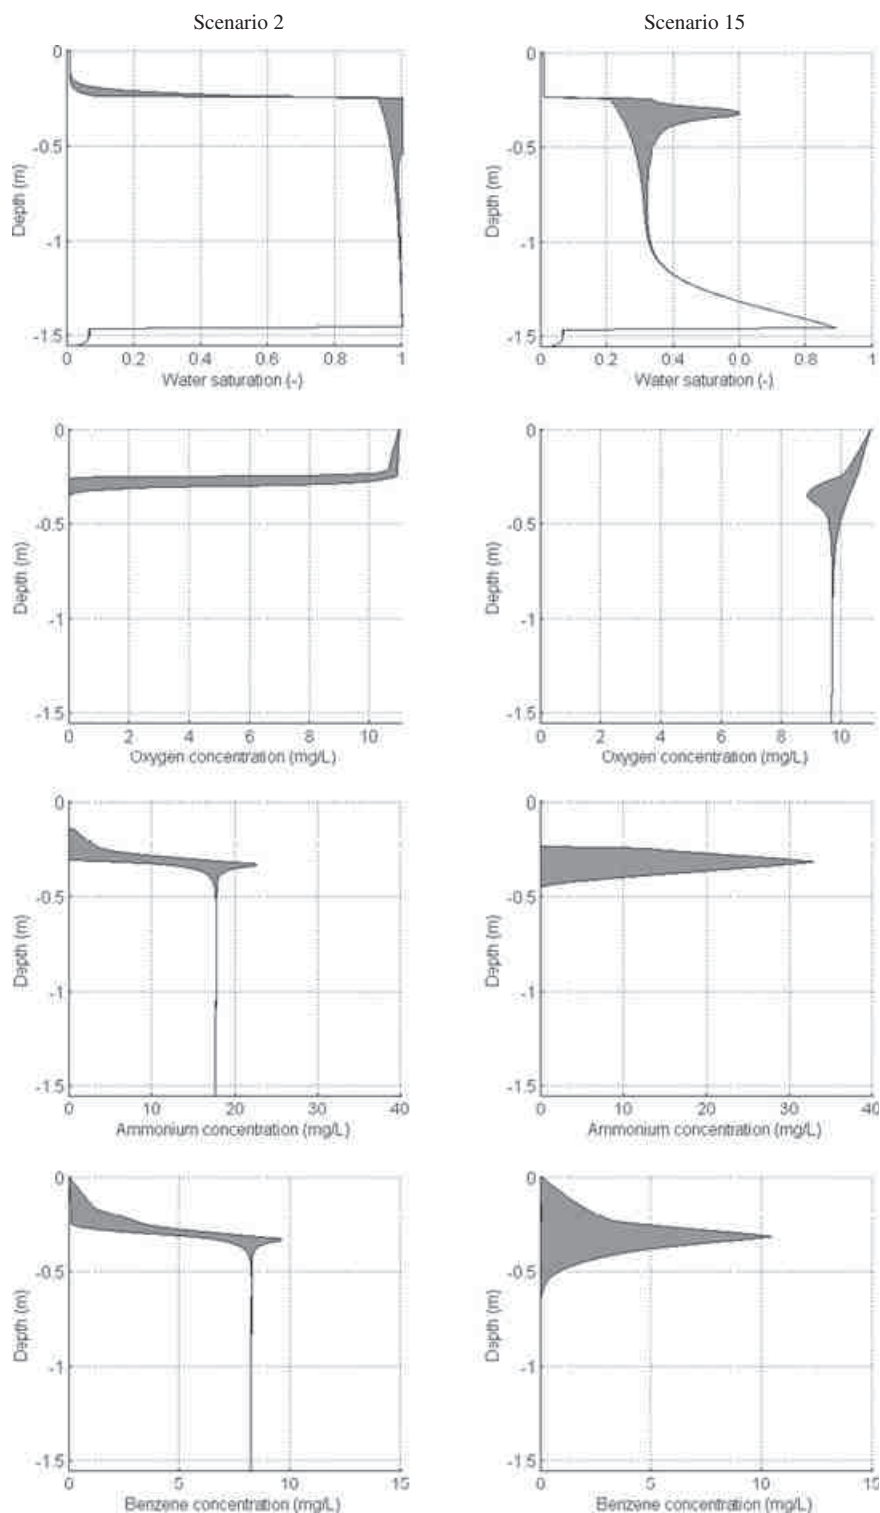 Scenario 2
Scenario 15
0
-0.5
-1
-1.5
Depth (m)
0 0.2 0.4 0.6 0.8 1
Water saturation (-)
0
-0.5
-1
-1.5
Depth (m)
0 0.2 0.4 0.0 0.8 1
Water saturation (-)
0
-0.5
-1
-1.5
Depth (m)
0 2 4 6 8 10
Oxygen concentration (mg/L)
0
-0.5
-1
-1.5
Depth (m)
0 2 4 6 8 10
Oxygen concentration (mg/L)
0
-0.5
-1
-1.5
Depth (m)
0 10 20 30 40
Ammonium concentration (mg/L)
0
-0.5
-1
-1.5
Depth (m)
0 10 20 30 40
Ammonium concentration (mg/L)
0
-0.5
-1
-1.5
Depth (m)
0 5 10 15
Benzene concentration (mg/L)
0
-0.5
-1
-1.5
Depth (m)
0 5 10 15
Benzene concentration (mg/L)